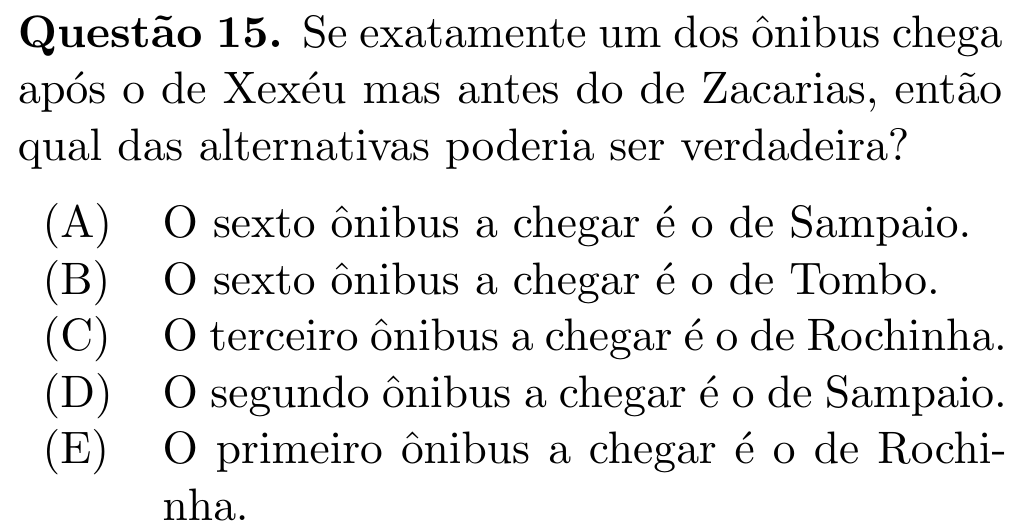 Questão 15. Se exatamente um dos ônibus chega
após o de Xexéu mas antes do de Zacarias, então
qual das alternativas poderia ser verdadeira?
(A) O sexto ônibus a chegar é o de Sampaio.
(B) O sexto ônibus a chegar é o de Tombo.
(C) O terceiro ônibus a chegar é o de Rochinha.
(D) O segundo ônibus a chegar é o de Sampaio.
(E) O primeiro ônibus a chegar é o de Rochi-
nha.